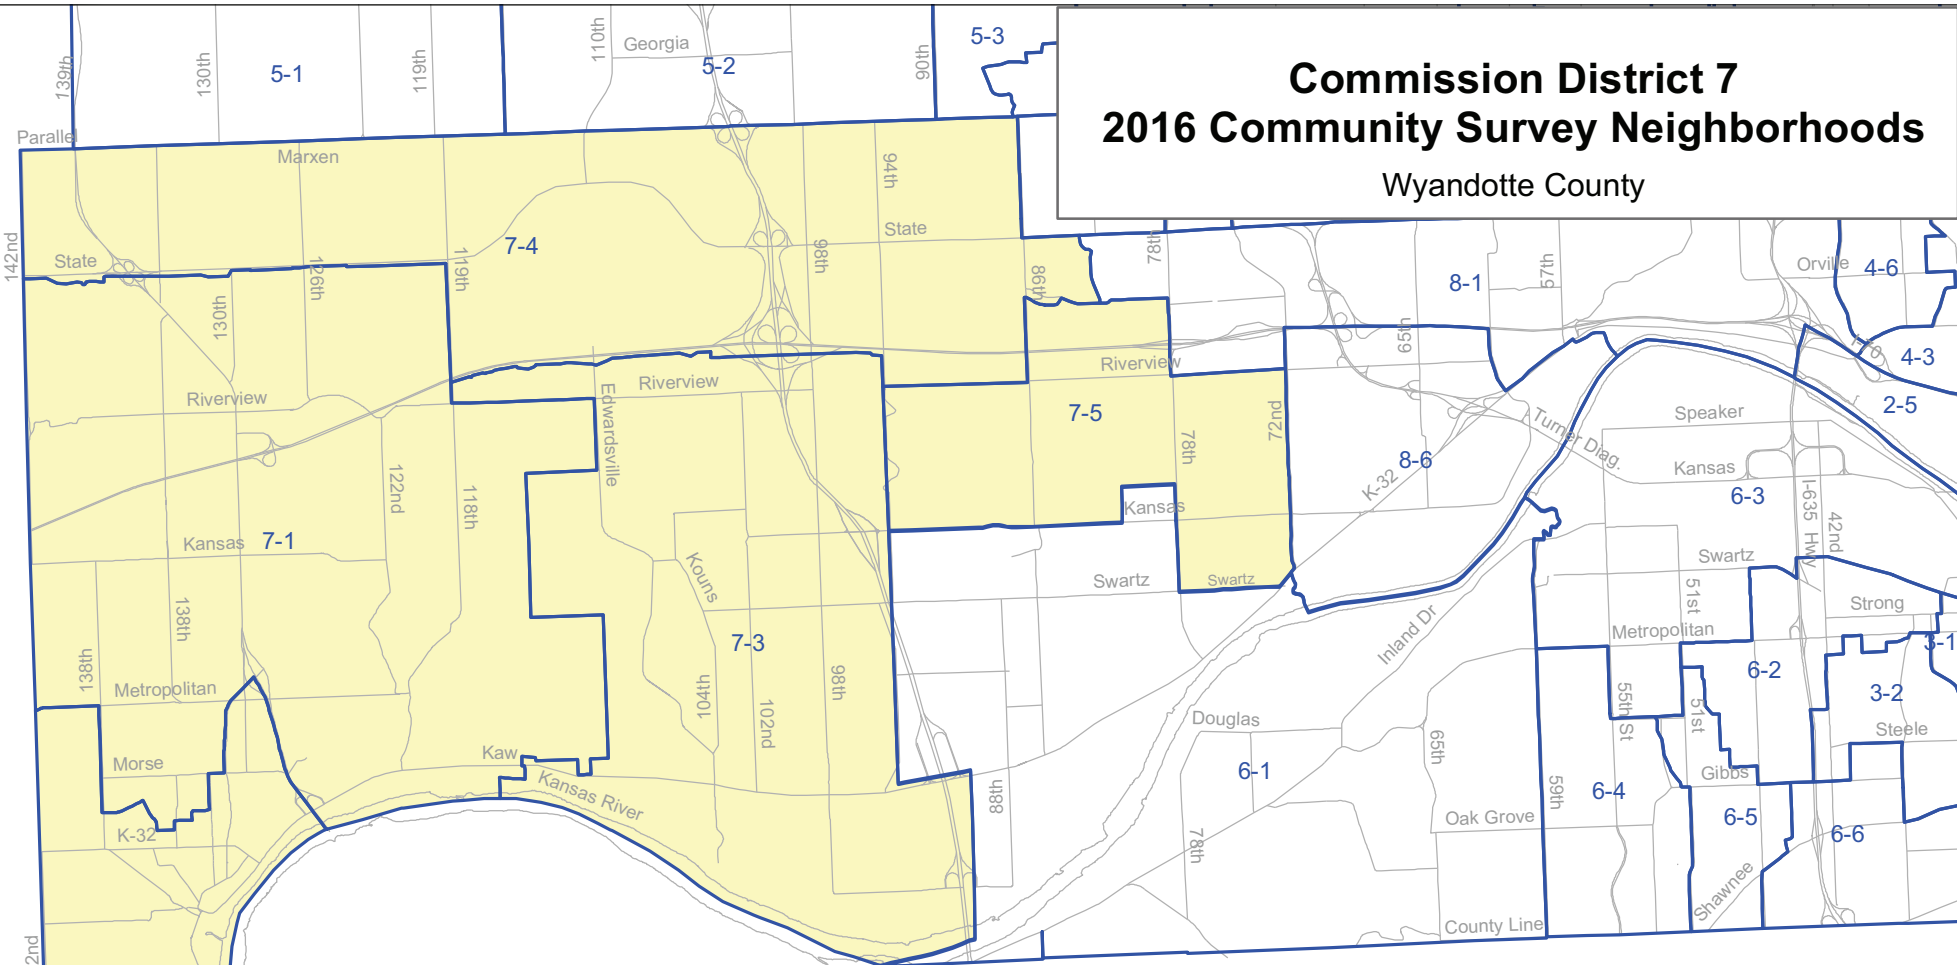 Commission District 7
2016 Community Survey Neighborhoods
Wyandotte County
139th
130th
5-1
119th
110th
Georgia
5-2
90th
5-3
Parallel
Marxen
94th
142nd
State
126th
119th
7-4
98th
State
86th
78th
8-1
57th
Orville
4-6
130th
65th
I-70
4-3
Riverview
Riverview
Riverview
Edwardsville
7-5
72nd
78th
2-5
Speaker
Turner Diag.
122nd
118th
8-6
K-32
Kansas
6-3
I-635 Hwy
42nd
Kansas
7-1
Kansas
Kouns
Swartz
Swartz
Swartz
51st
Strong
138th
138th
7-3
Inland Dr
Metropolitan
3-1
6-2
3-2
Metropolitan
104th
102nd
98th
Douglas
65th
55th St
51st
Steele
Morse
Kaw
Kansas River
88th
6-1
59th
6-4
Gibbs
K-32
78th
Oak Grove
6-5
6-6
Shawnee
County Line
2nd